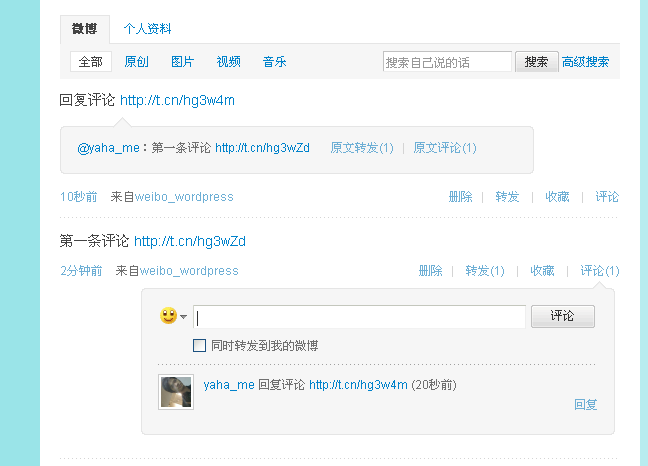 微博 个人资料
全部 原创 图片 视频 音乐 搜索自己说的话 搜索 高级搜索
回复评论 http://t.cn/hg3w4m
@yaha_me：第一条评论 http://t.cn/hg3wZd 原文转发(1) | 原文评论(1)
10秒前 来自weibo_wordpress 删除 | 转发 | 收藏 | 评论
第一条评论 http://t.cn/hg3wZd
2分钟前 来自weibo_wordpress 删除 | 转发(1) | 收藏 | 评论(1)
评论
同时转发到我的微博
yaha_me 回复评论 http://t.cn/hg3w4m (20秒前)
回复